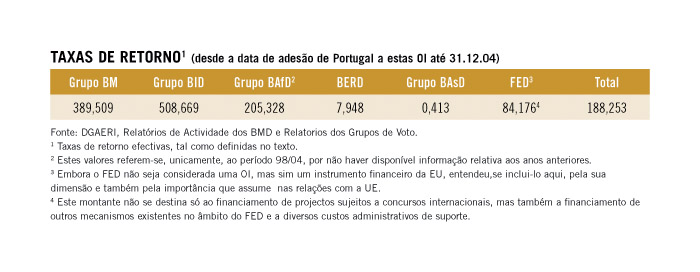 TAXAS DE RETORNO¹ (desde a data de adesão de Portugal a estas OI até 31.12.04)
Grupo BM Grupo BID Grupo BAfD² BERD Grupo BAsD FED³ Total
389,509 508,669 205,328 7,948 0,413 84,176⁴ 188,253
Fonte: DGAERI, Relatórios de Actividade dos BMD e Relatorios dos Grupos de Voto.
¹ Taxas de retorno efectivas, tal como definidas no texto.
² Estes valores referem-se, unicamente, ao período 98/04, por não haver disponível informação relativa aos anos anteriores.
³ Embora o FED não seja considerada uma OI, mas sim um instrumento financeiro da EU, entendeu,se inclui-lo aqui, pela sua
dimensão e também pela importância que assume nas relações com a UE.
⁴ Este montante não se destina só ao financiamento de projectos sujeitos a concursos internacionais, mas também a financiamento de
outros mecanismos existentes no âmbito do FED e a diversos custos administrativos de suporte.